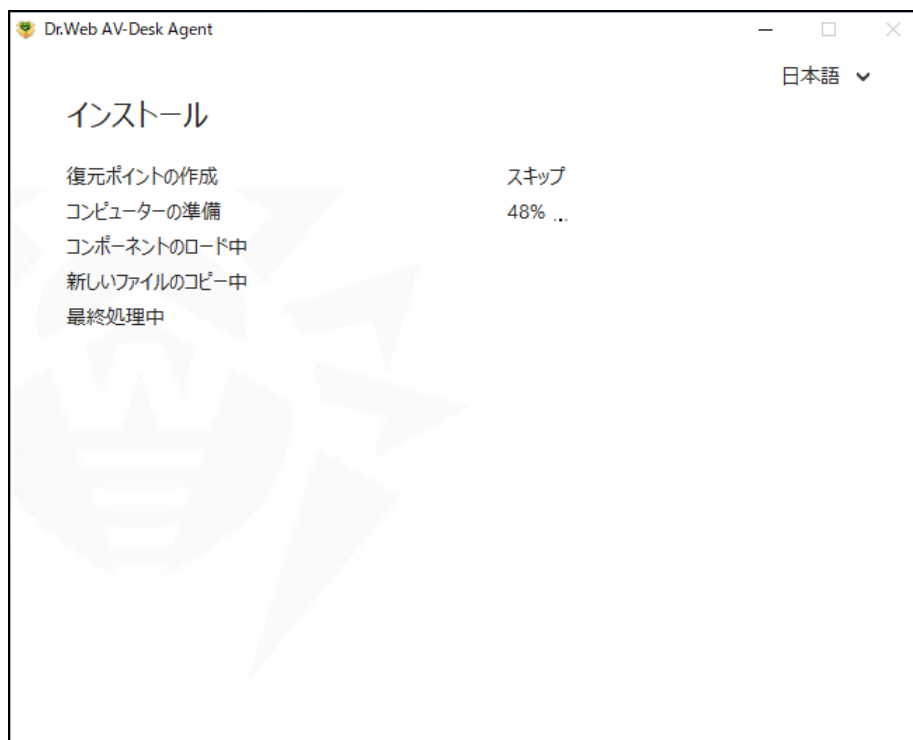 Dr.Web AV-Desk Agent
日本語
インストール
復元ポイントの作成 スキップ
コンピューターの準備 48% ...
コンポーネントのロード中
新しいファイルのコピー中
最終処理中